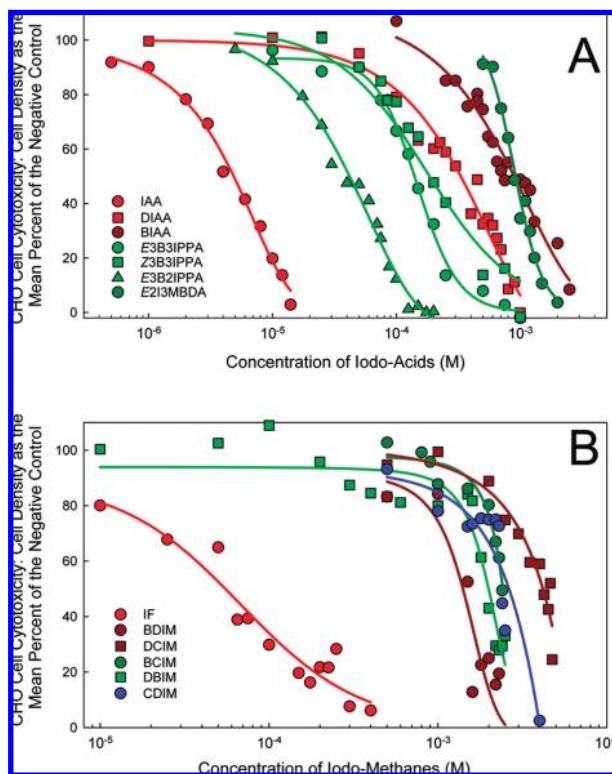 A
CHO Cell Cytotoxicity: Cell Density as the
Mean Percent of the Negative Control
100
80
60
40
20
0
IAA
DIAA
BIAA
E3B3IPPA
Z3B3IPPA
E3B2IPPA
E2I3MBDA
10-6
10-5
10-4
10-3
Concentration of Iodo-Acids (M)
B
CHO Cell Cytotoxicity: Cell Density as the
Mean Percent of the Negative Control
100
80
60
40
20
0
IF
BDIM
DCIM
BCIM
DBIM
CDIM
10-5
10-4
10-3
Concentration of Iodo-Methanes (M)